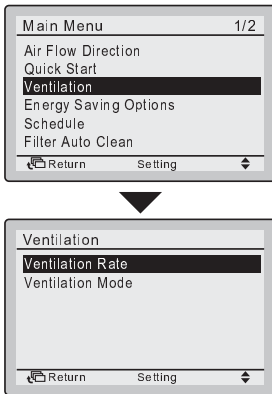 Main Menu 1/2
Air Flow Direction
Quick Start
Ventilation
Energy Saving Options
Schedule
Filter Auto Clean
Return Setting
Ventilation
Ventilation Rate
Ventilation Mode
Return Setting